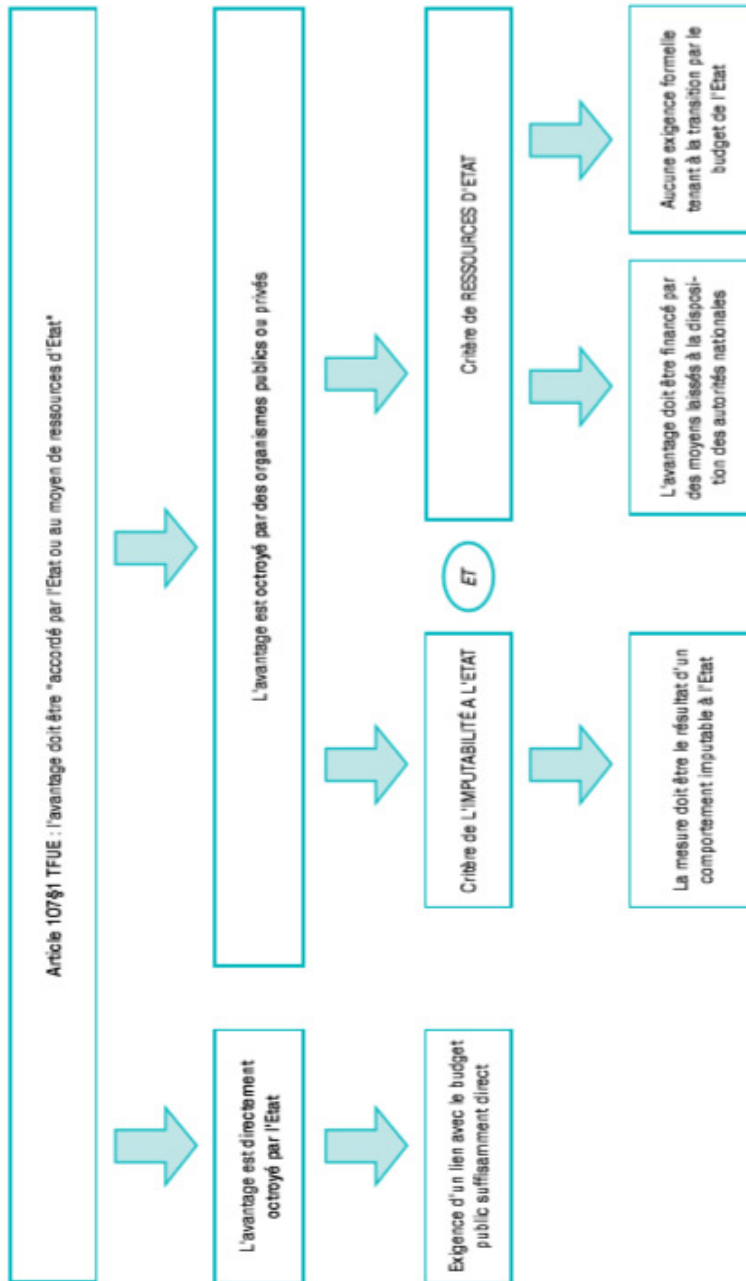 Article 107§1 TFUE : l'avantage doit être "accordé par l'Etat ou au moyen de ressources d'Etat"
L'avantage est directement
octroyé par l'Etat
L'avantage est octroyé par des organismes publics ou privés
Exigence d'un lien avec le budget
public suffisamment direct
Critère de L'IMPUTABILITÉ A L'ETAT
ET
Critère de RESSOURCES D'ETAT
La mesure doit être le résultat d'un
comportement imputable à l'Etat
L'avantage doit être financé par
des moyens laissés à la disposi-
tion des autorités nationales
Aucune exigence formelle
tenant à la transition par le
budget de l'Etat